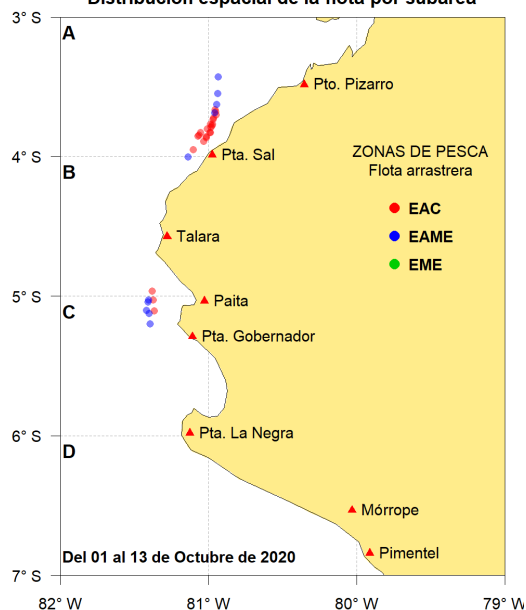 Distribución espacial de la flota por subárea
3° S
A
Pto. Pizarro
ZONAS DE PESCA
Flota arrastrera
4° S
Pta. Sal
B
EAC
EAME
EME
Talara
5° S
Paita
C
Pta. Gobernador
6° S
Pta. La Negra
D
Mórrope
Pimentel
Del 01 al 13 de Octubre de 2020
7° S
82° W 81° W 80° W 79° W